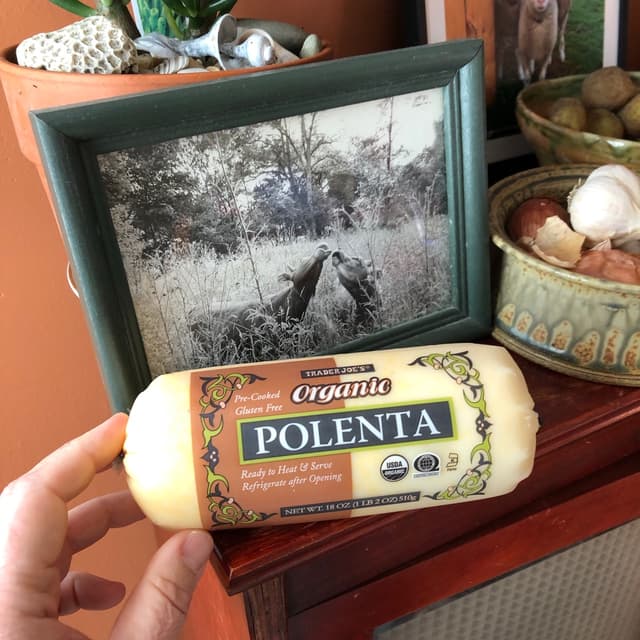 TRADER JOE'S
Organic
Pre-Cooked
Gluten Free
POLENTA
Ready to Heat & Serve
Refrigerate after Opening
USDA
ORGANIC
NET WT. 18 OZ (1 LB 2 OZ) 510g